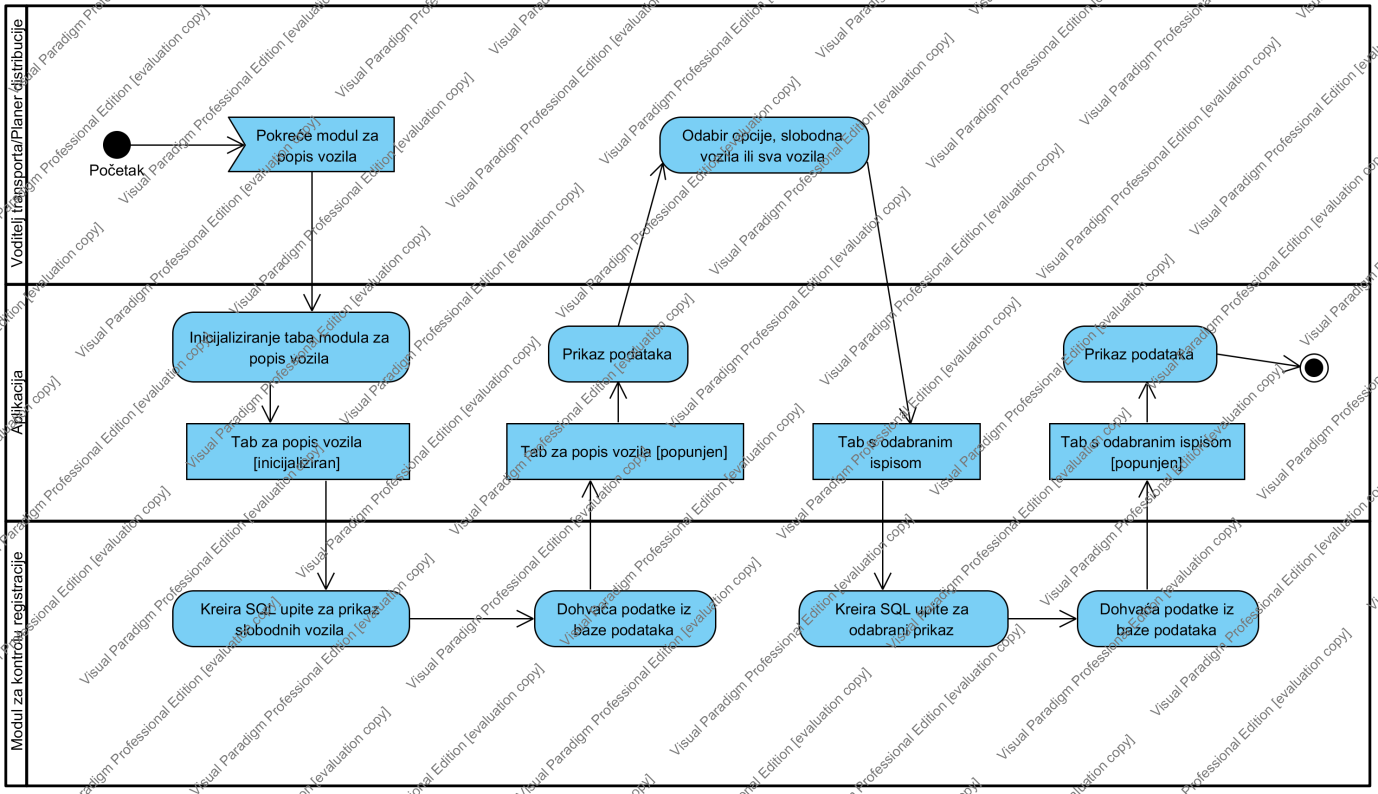 Voditelj transporta/Planer distribucije
Početak
Pokreće modul za
popis vozila
Odabir opcije, slobodna
vozila ili sva vozila
Aplikacija
Inicijaliziranje taba modula za
popis vozila
Prikaz podataka
Prikaz podataka
Tab za popis vozila
[inicijaliziran]
Tab za popis vozila [popunjen]
Tab s odabranim
ispisom
Tab s odabranim ispisom
[popunjen]
Modul za kontrolu registracije
Kreira SQL upite za prikaz
slobodnih vozila
Dohvaća podatke iz
baze podataka
Kreira SQL upite za
odabrani prikaz
Dohvaća podatke iz
baze podataka
Visual Paradigm Professional Edition [evaluation copy]